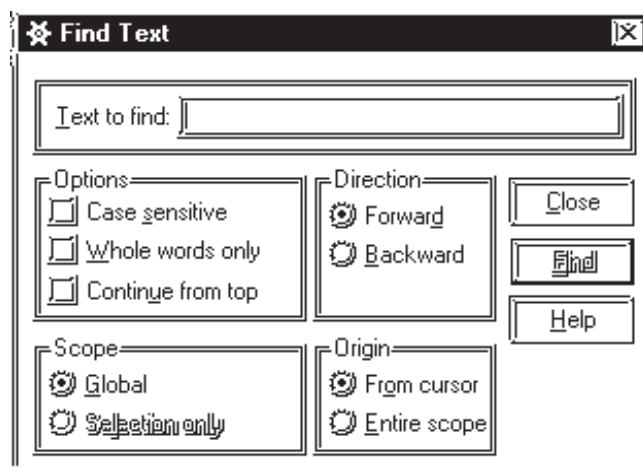 Find Text
Text to find:
Options
Case sensitive
Whole words only
Continue from top
Direction
Forward
Backward
Close
Find
Help
Scope
Global
Selection only
Origin
From cursor
Entire scope